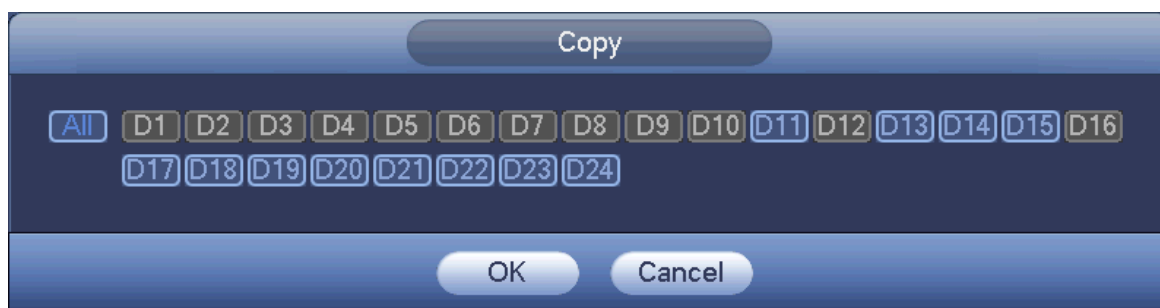 Copy
All D1 D2 D3 D4 D5 D6 D7 D8 D9 D10 D11 D12 D13 D14 D15 D16
D17 D18 D19 D20 D21 D22 D23 D24
OK Cancel